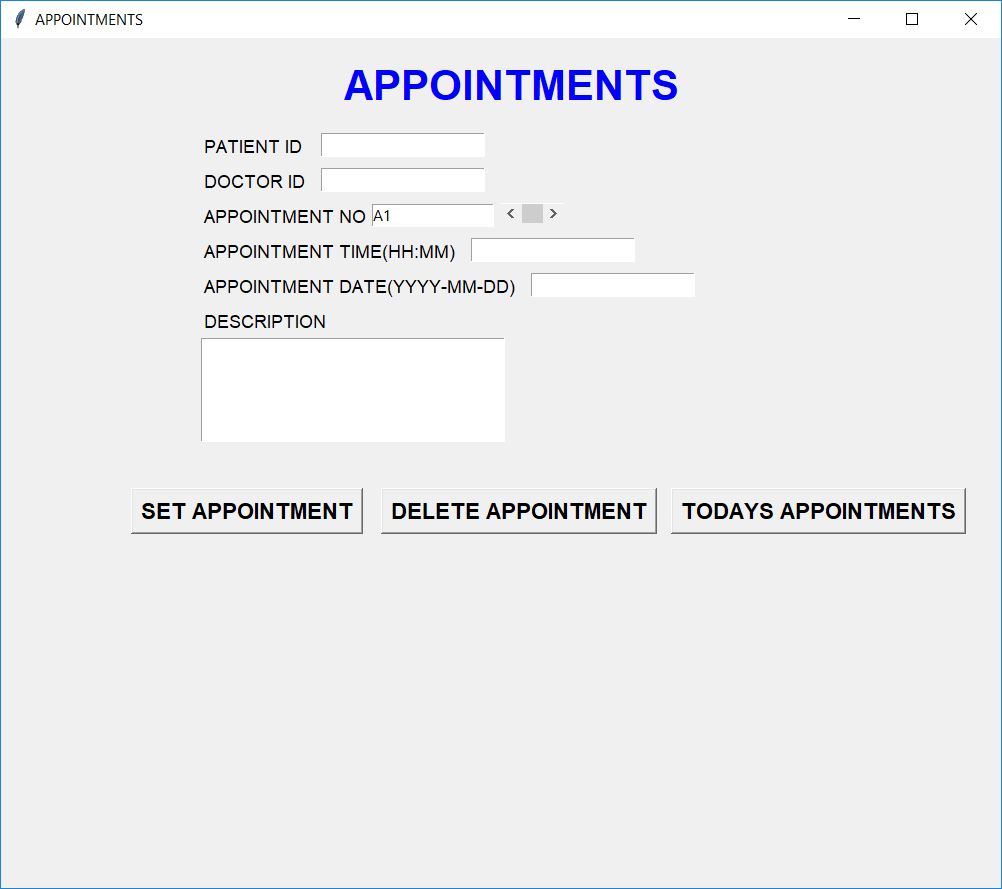 APPOINTMENTS
APPOINTMENTS
PATIENT ID
DOCTOR ID
APPOINTMENT NO A1
APPOINTMENT TIME(HH:MM)
APPOINTMENT DATE(YYYY-MM-DD)
DESCRIPTION
SET APPOINTMENT DELETE APPOINTMENT TODAYS APPOINTMENTS